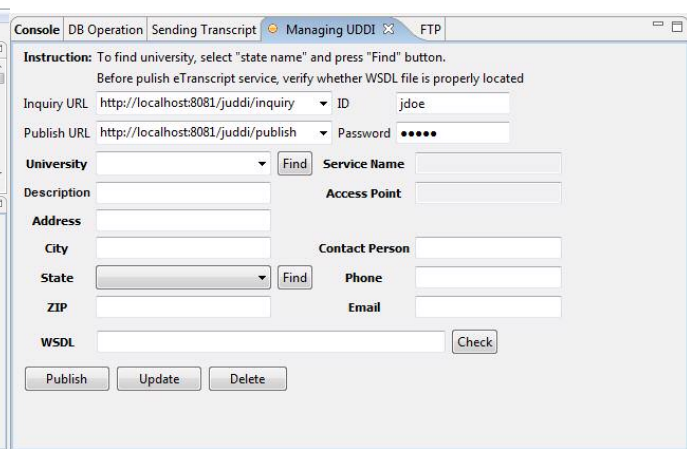 Console DB Operation Sending Transcript Managing UDDI FTP
Instruction: To find university, select "state name" and press "Find" button.
Before pulish eTranscript service, verify whether WSDL file is properly located
Inquiry URL http://localhost:8081/juddi/inquiry ID jdoe
Publish URL http://localhost:8081/juddi/publish Password •••••
University Find Service Name
Description Access Point
Address
City Contact Person
State Find Phone
ZIP Email
WSDL Check
Publish Update Delete